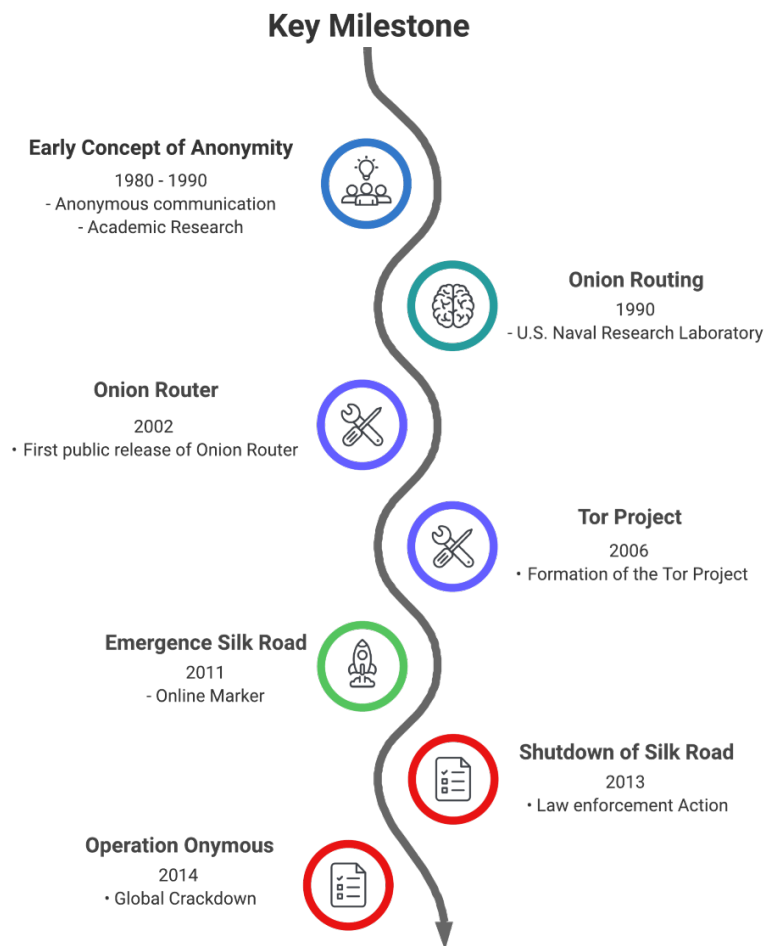 Key Milestone
Early Concept of Anonymity
1980 - 1990
- Anonymous communication
- Academic Research
Onion Routing
1990
- U.S. Naval Research Laboratory
Onion Router
2002
• First public release of Onion Router
Tor Project
2006
• Formation of the Tor Project
Emergence Silk Road
2011
- Online Marker
Shutdown of Silk Road
2013
• Law enforcement Action
Operation Onymous
2014
• Global Crackdown